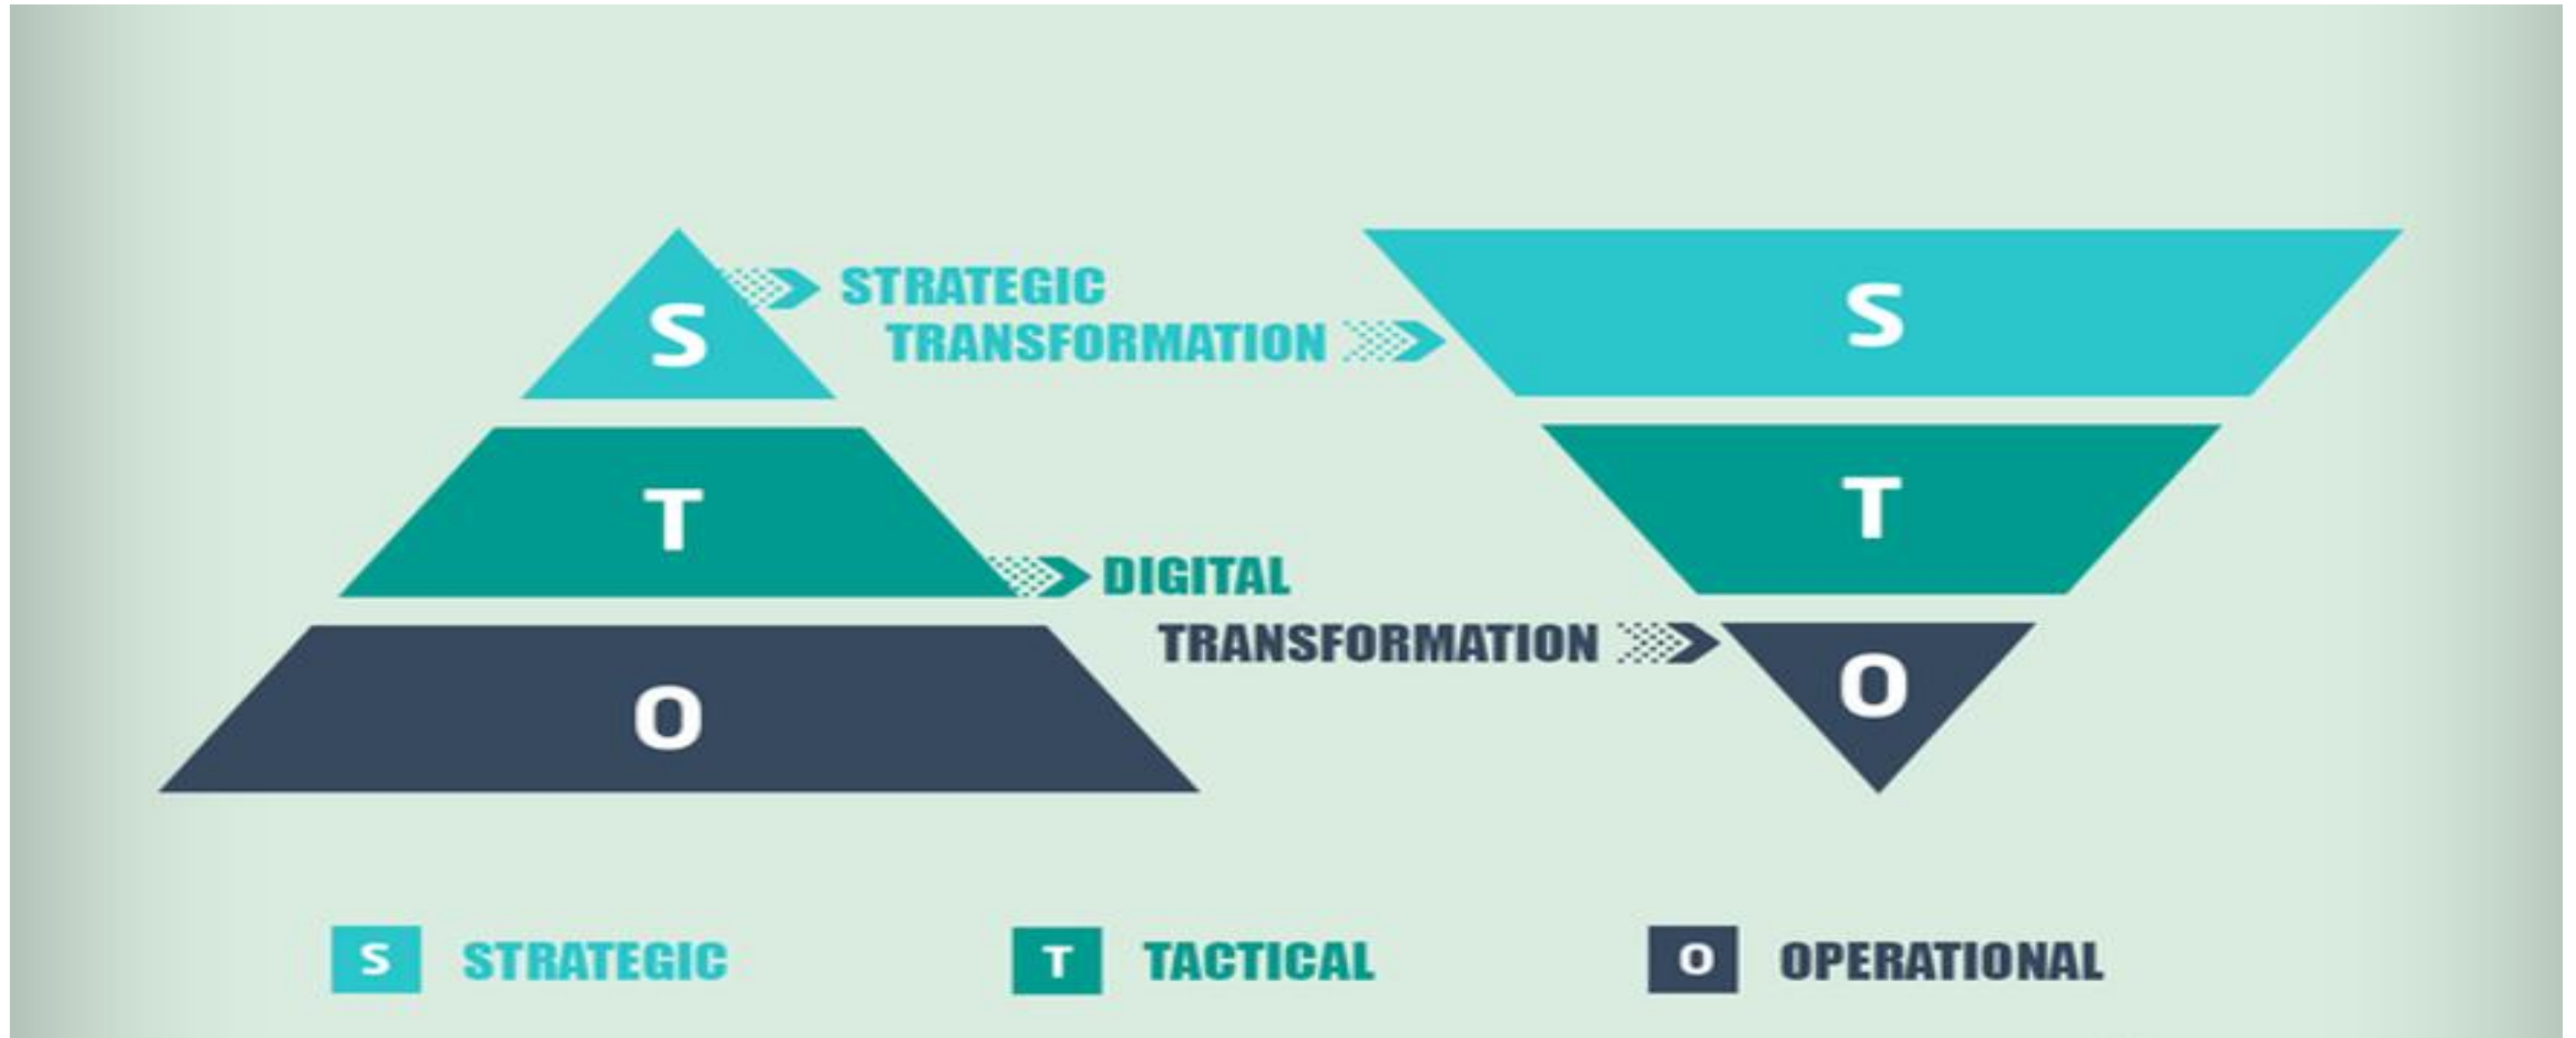 S
STRATEGIC
TRANSFORMATION
S
T
T
DIGITAL
TRANSFORMATION
O
O
S STRATEGIC
T TACTICAL
O OPERATIONAL